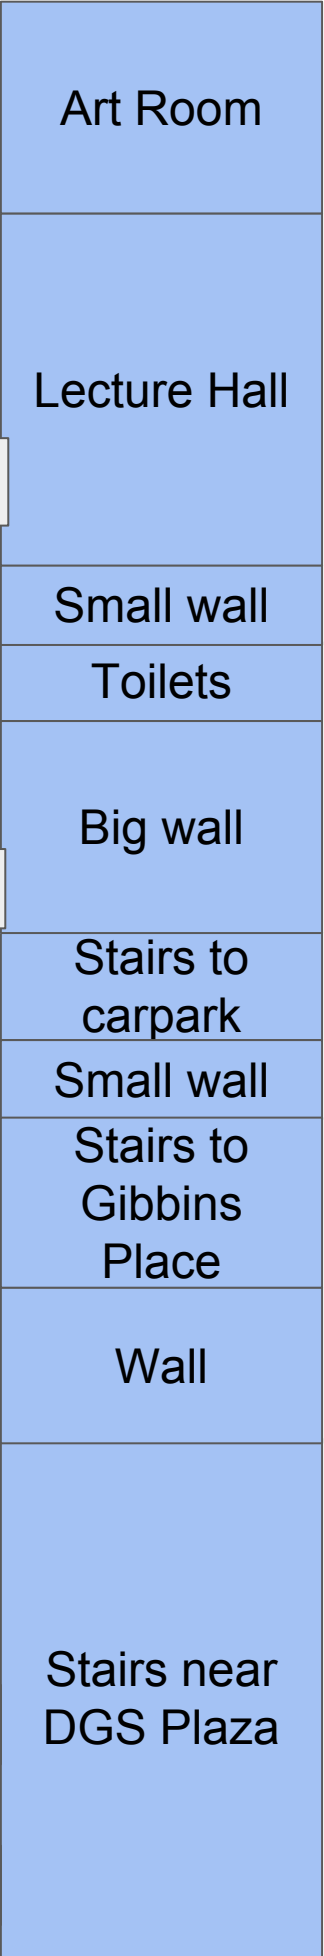 Art Room
Lecture Hall
Small wall
Toilets
Big wall
Stairs to
carpark
Small wall
Stairs to
Gibbins
Place
Wall
Stairs near
DGS Plaza